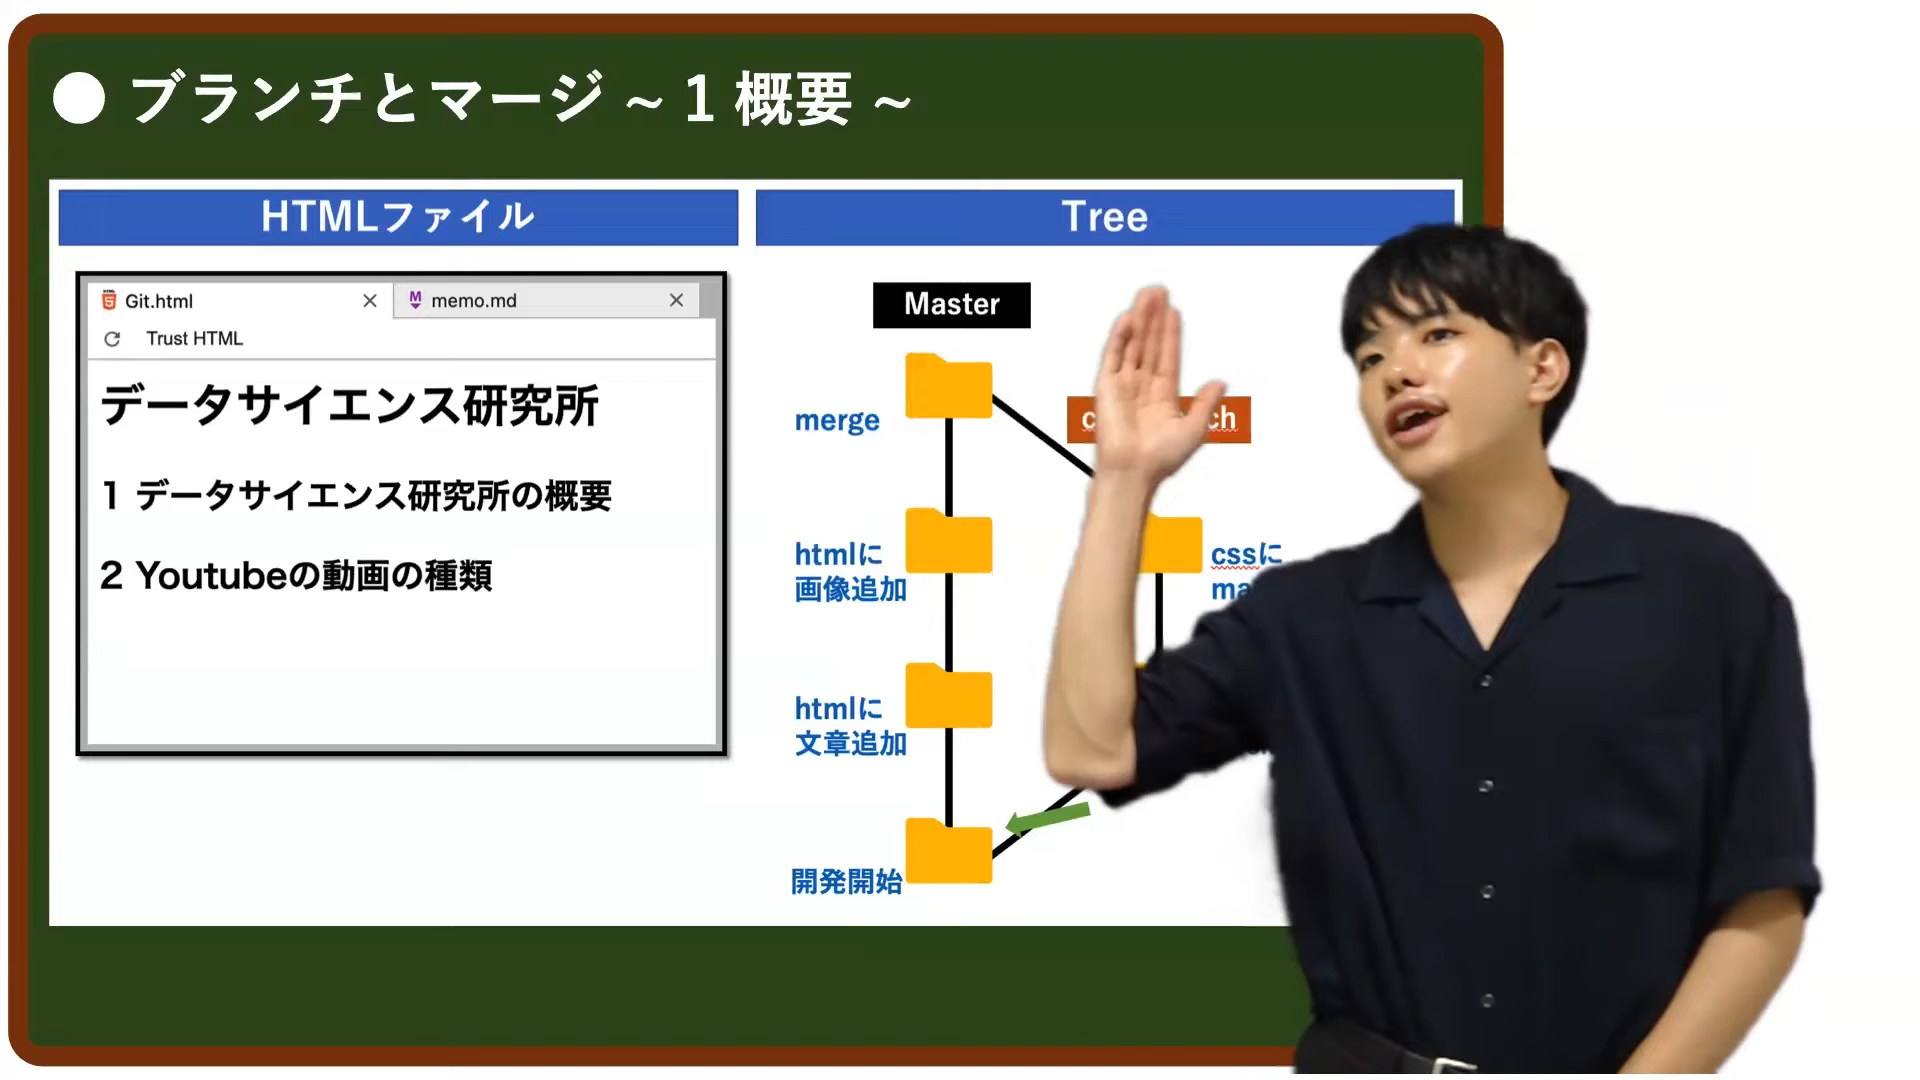 ● ブランチとマージ ~ 1 概要 ~
HTMLファイル
Git.html
memo.md
Trust HTML
データサイエンス研究所
1 データサイエンス研究所の概要
2 Youtubeの動画の種類
Tree
Master
merge
htmlに
画像追加
cssに
htmlに
文章追加
開発開始